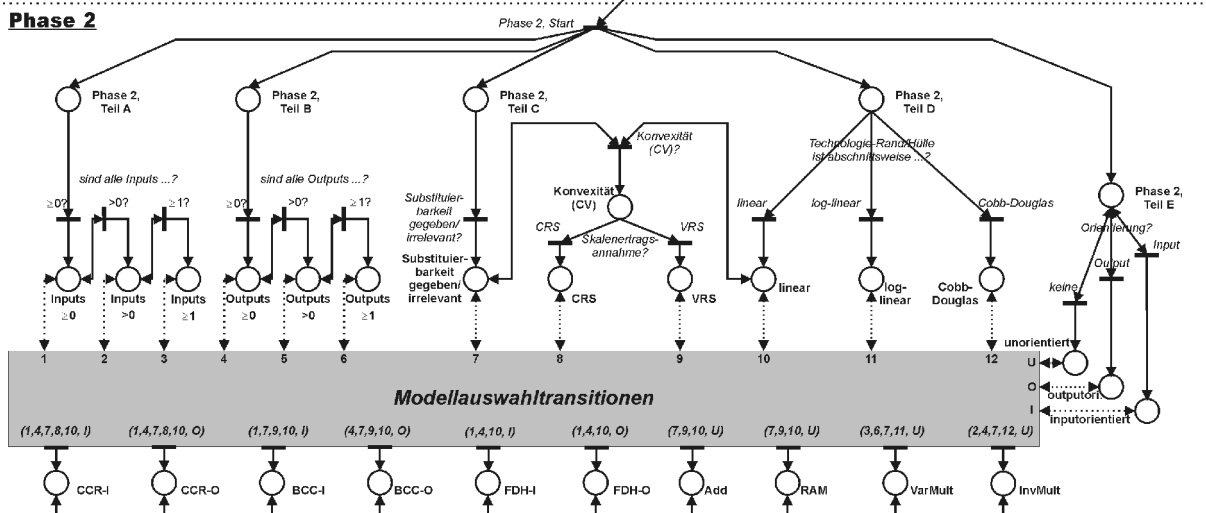 Phase 2
Phase 2, Start
Phase 2,
Teil A
Phase 2,
Teil B
Phase 2,
Teil C
Phase 2,
Teil D
Phase 2,
Teil E
sind alle Inputs ...?
≥0?
>0?
≥1?
sind alle Outputs ...?
≥0?
>0?
≥1?
Substituier-
barkeit
gegeben/
irrelevant?
Konvexität
(CV)?
Konvexität
(CV)
CRS
Skalenertrags-
annahme?
VRS
Technologie-Rand/Hülle
ist abschnittsweise ...?
linear
log-linear
Cobb-Douglas
Orientierung?
Input
Output
keine
Inputs
≥0
Inputs
>0
Inputs
≥1
Outputs
≥0
Outputs
>0
Outputs
≥1
Substituier-
barkeit
gegeben/
irrelevant
CRS
VRS
linear
log-
linear
Cobb-
Douglas
unorientiert
outputori.
inputorientiert
1 2 3 4 5 6 7 8 9 10 11 12
U
O
I
Modellauswahltransitionen
(1,4,7,8,10, I) (1,4,7,8,10, O) (1,7,9,10, I) (4,7,9,10, O) (1,4,10, I) (1,4,10, O) (7,9,10, U) (7,9,10, U) (3,6,7,11, U) (2,4,7,12, U)
CCR-I CCR-O BCC-I BCC-O FDH-I FDH-O Add RAM VarMult InvMult